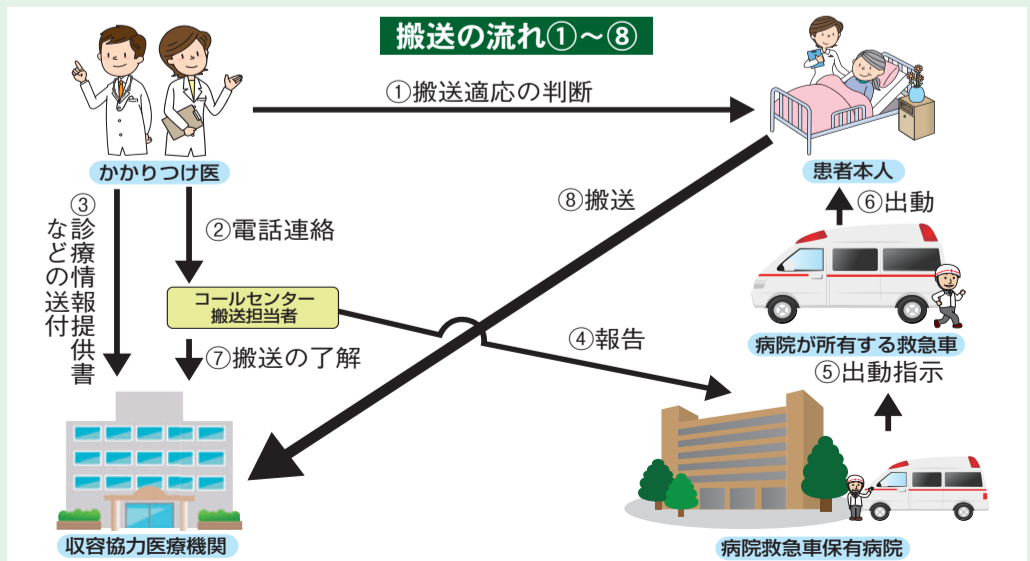 搬送の流れ①～⑧
①搬送適応の判断
かかりつけ医
患者本人
③診療情報提供書
などの送付
②電話連絡
⑧搬送
⑥出動
コールセンター
搬送担当者
病院が所有する救急車
⑦搬送の了解
④報告
⑤出動指示
収容協力医療機関
病院救急車保有病院